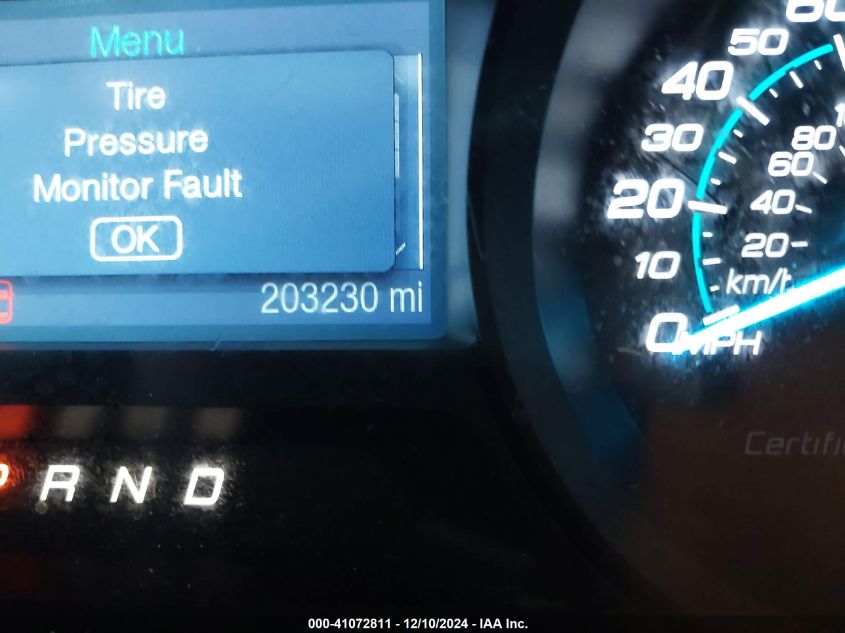 Menu
Tire
Pressure
Monitor Fault
OK
203230 mi
R N D
50
40
30
20
10
0
MPH
80
60
40
20
km/h
000-41072811 - 12/10/2024 - IAA Inc.